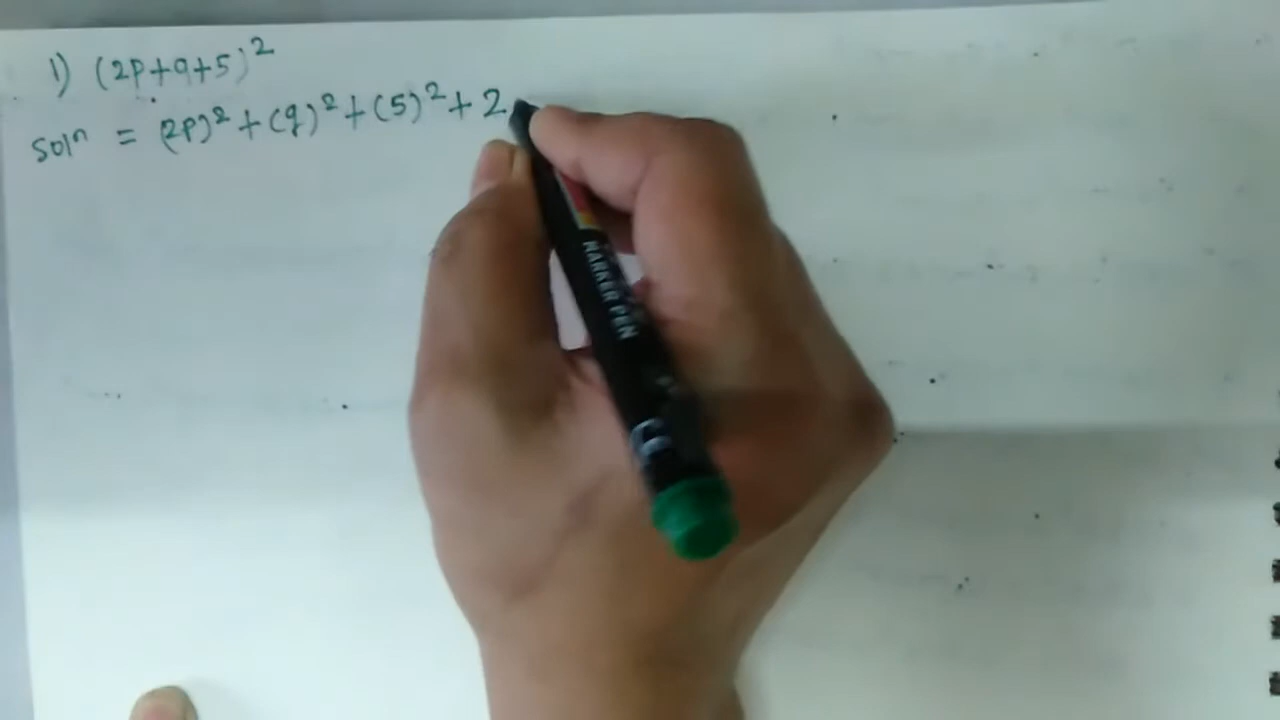 1) (2p+q+5)²
Solⁿ = (2p)² + (q)² + (5)² + 2
MARKER PEN